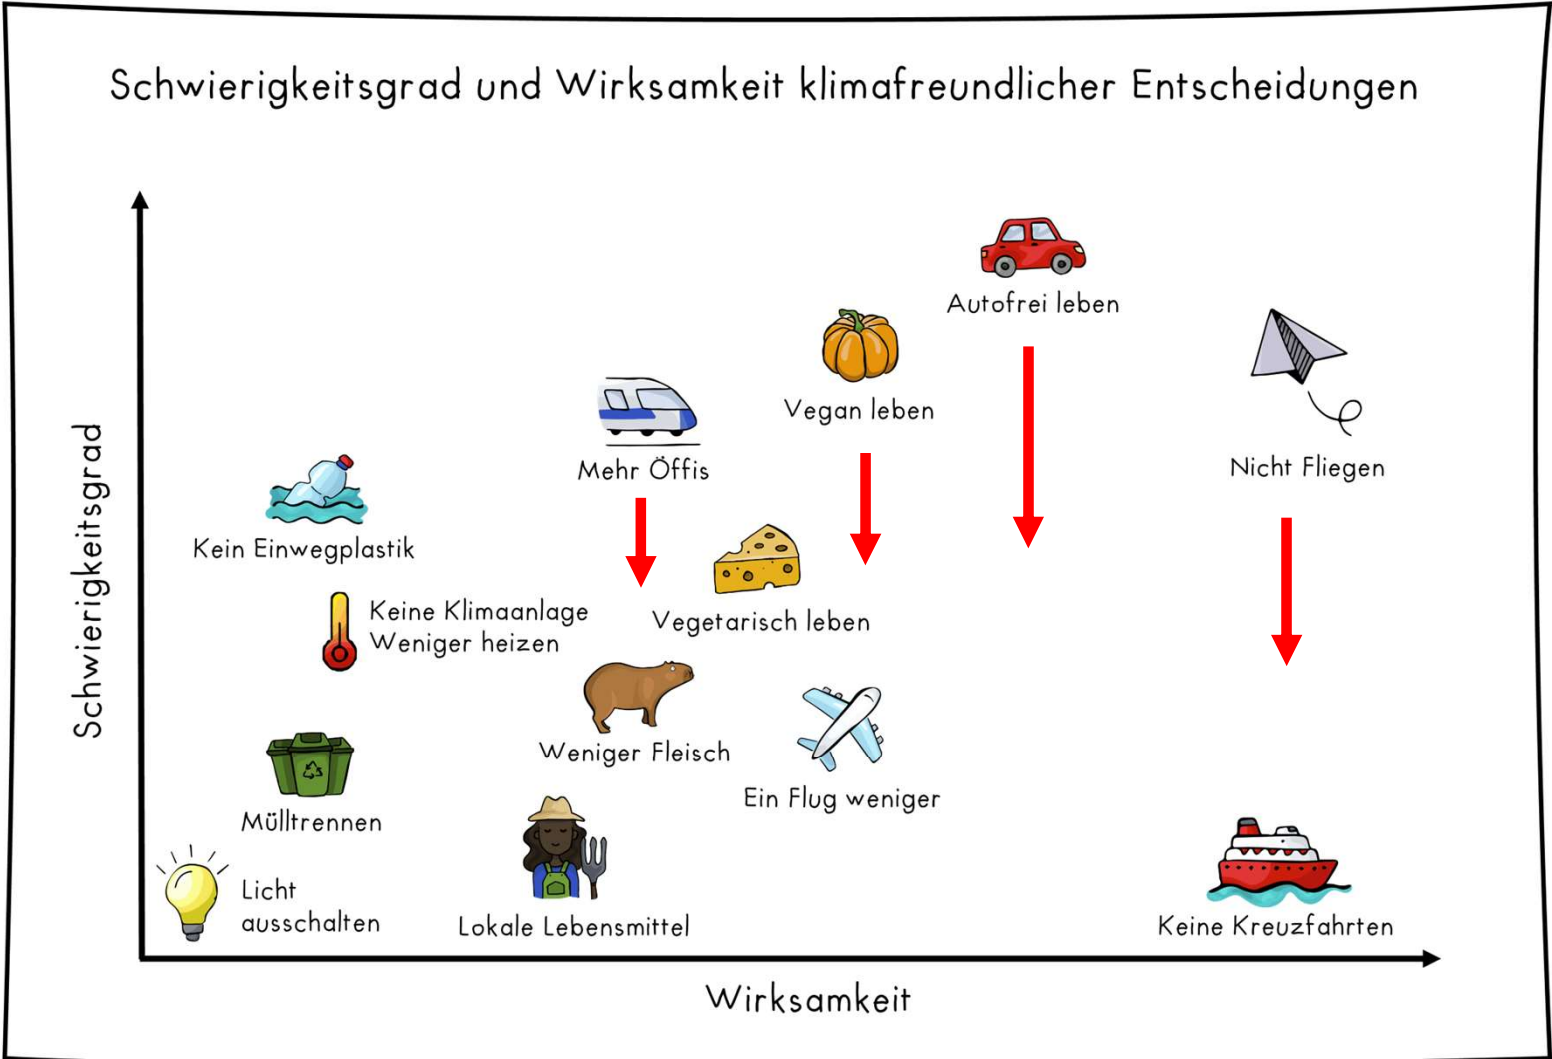 Schwierigkeitsgrad und Wirksamkeit klimafreundlicher Entscheidungen
Autofrei leben
Vegan leben
Mehr Öffis
Nicht Fliegen
Kein Einwegplastik
Keine Klimaanlage
Weniger heizen
Vegetarisch leben
Weniger Fleisch
Ein Flug weniger
Mülltrennen
Licht
ausschalten
Lokale Lebensmittel
Keine Kreuzfahrten
Schwierigkeitsgrad
Wirksamkeit